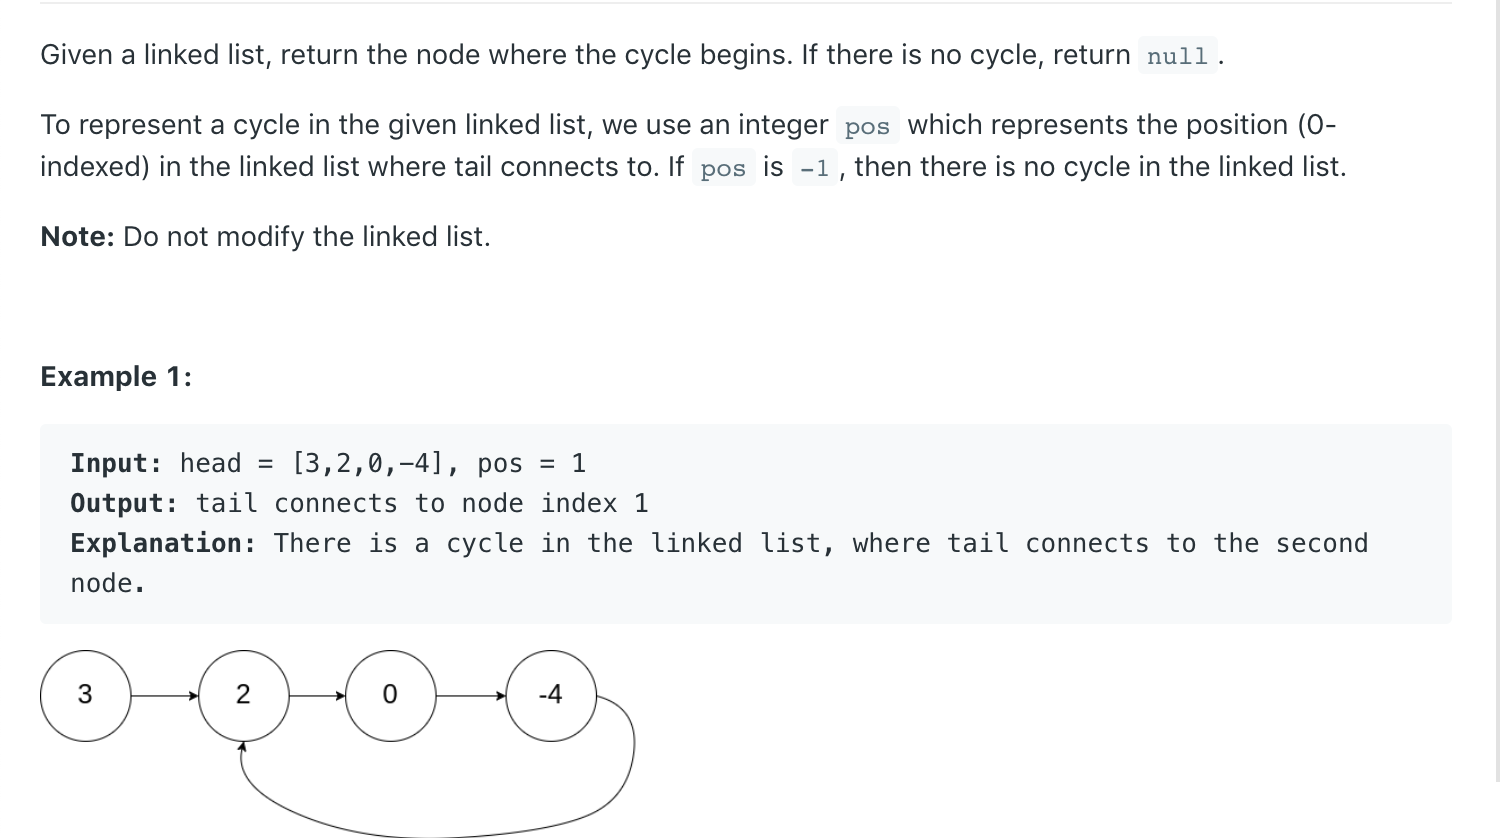 Given a linked list, return the node where the cycle begins. If there is no cycle, return null.
To represent a cycle in the given linked list, we use an integer pos which represents the position (0-
indexed) in the linked list where tail connects to. If pos is -1, then there is no cycle in the linked list.
Note: Do not modify the linked list.
Example 1:
Input: head = [3,2,0,-4], pos = 1
Output: tail connects to node index 1
Explanation: There is a cycle in the linked list, where tail connects to the second
node.
3 2 0 -4